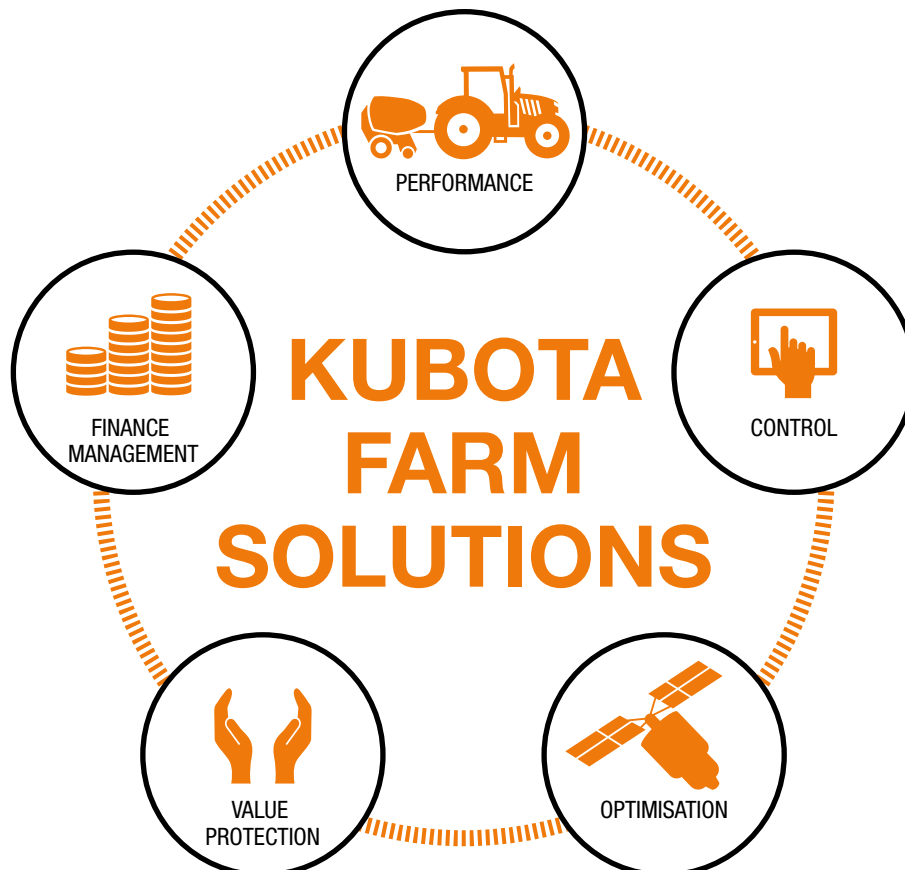 PERFORMANCE
CONTROL
FINANCE
MANAGEMENT
KUBOTA
FARM
SOLUTIONS
VALUE
PROTECTION
OPTIMISATION